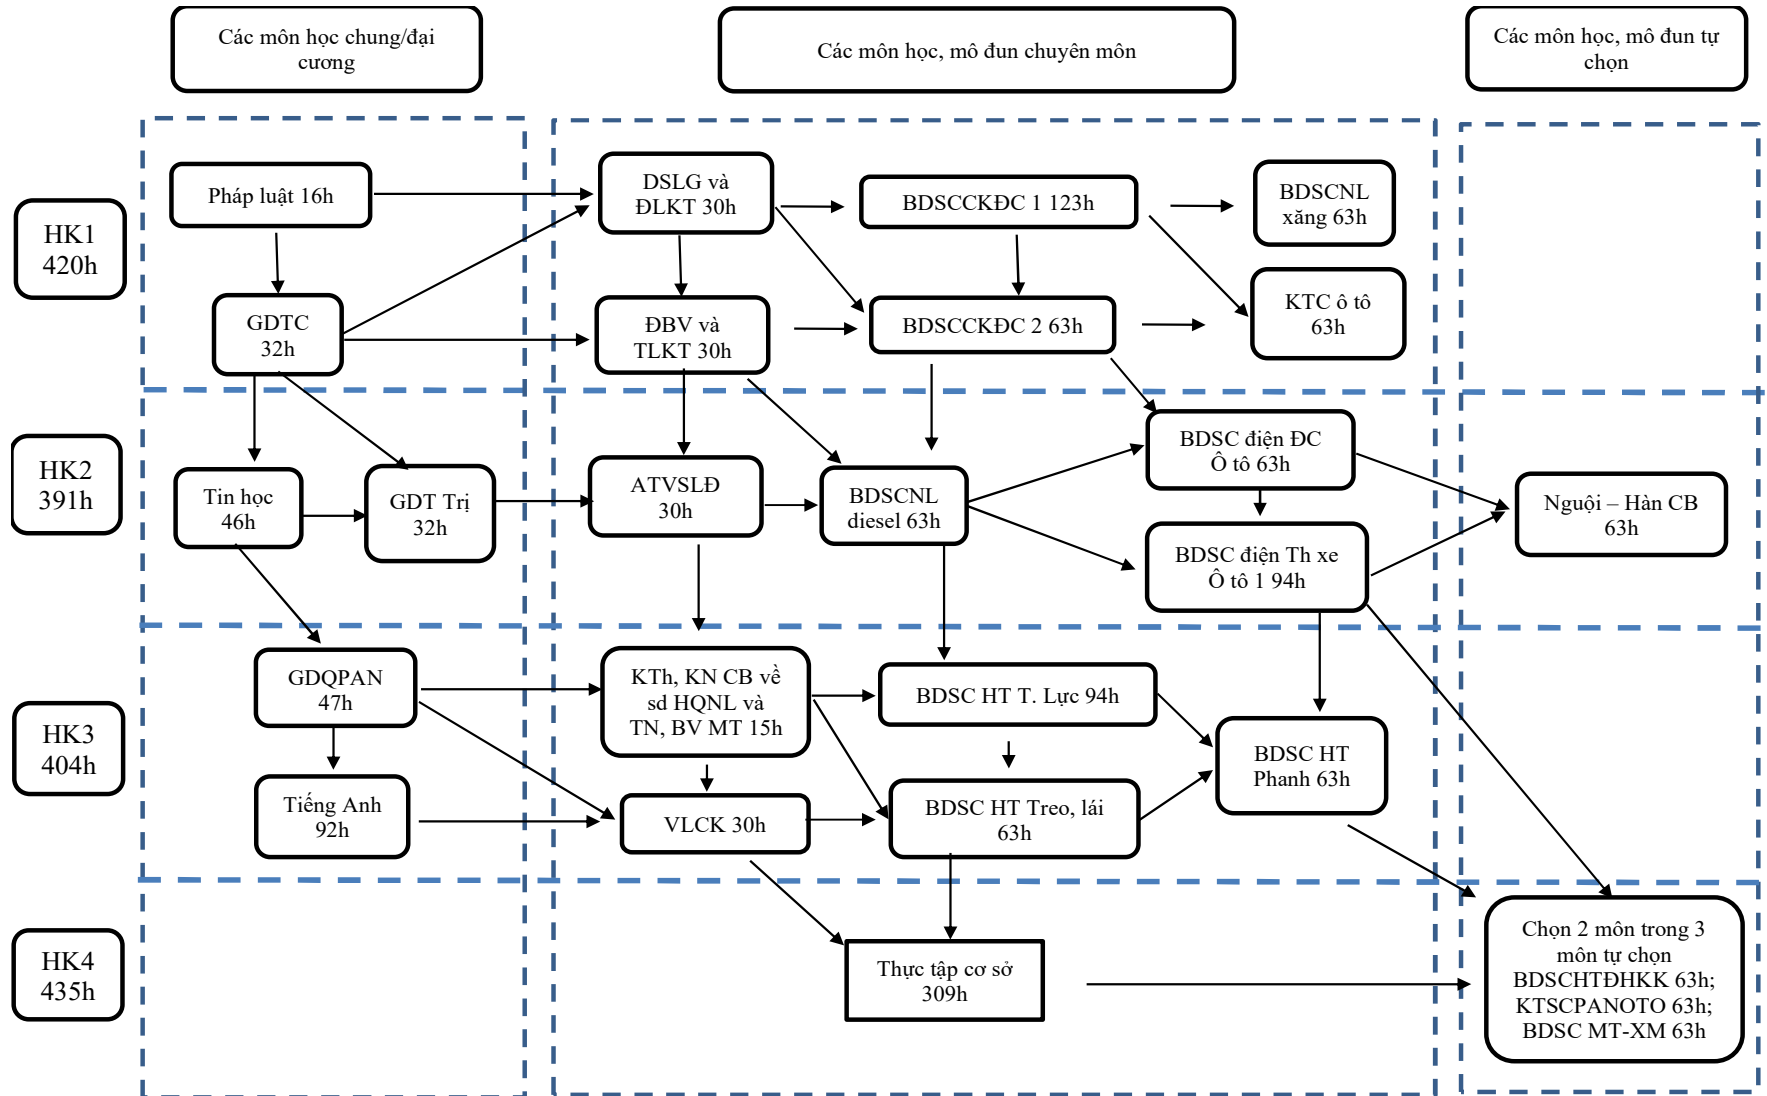 Các môn học chung/đại
cương
Các môn học, mô đun chuyên môn
Các môn học, mô đun tự
chọn
HK1
420h
Pháp luật 16h
GDTC
32h
DSLG và
ĐLKT 30h
ĐBV và
TLKT 30h
BDSCCKĐC 1 123h
BDSCCKĐC 2 63h
BDSCNL
xăng 63h
KTC ô tô
63h
HK2
391h
Tin học
46h
GDT Trị
32h
ATVSLĐ
30h
BDSCNL
diesel 63h
BDSC điện ĐC
Ô tô 63h
BDSC điện Th xe
Ô tô 1 94h
Nguội – Hàn CB
63h
HK3
404h
GDQPAN
47h
Tiếng Anh
92h
KTh, KN CB về
sd HQNL và
TN, BV MT 15h
VLCK 30h
BDSC HT T. Lực 94h
BDSC HT Treo, lái
63h
BDSC HT
Phanh 63h
HK4
435h
Thực tập cơ sở
309h
Chọn 2 môn trong 3
môn tự chọn
BDSCHTĐHKK 63h;
KTSCPANOTO 63h;
BDSC MT-XM 63h